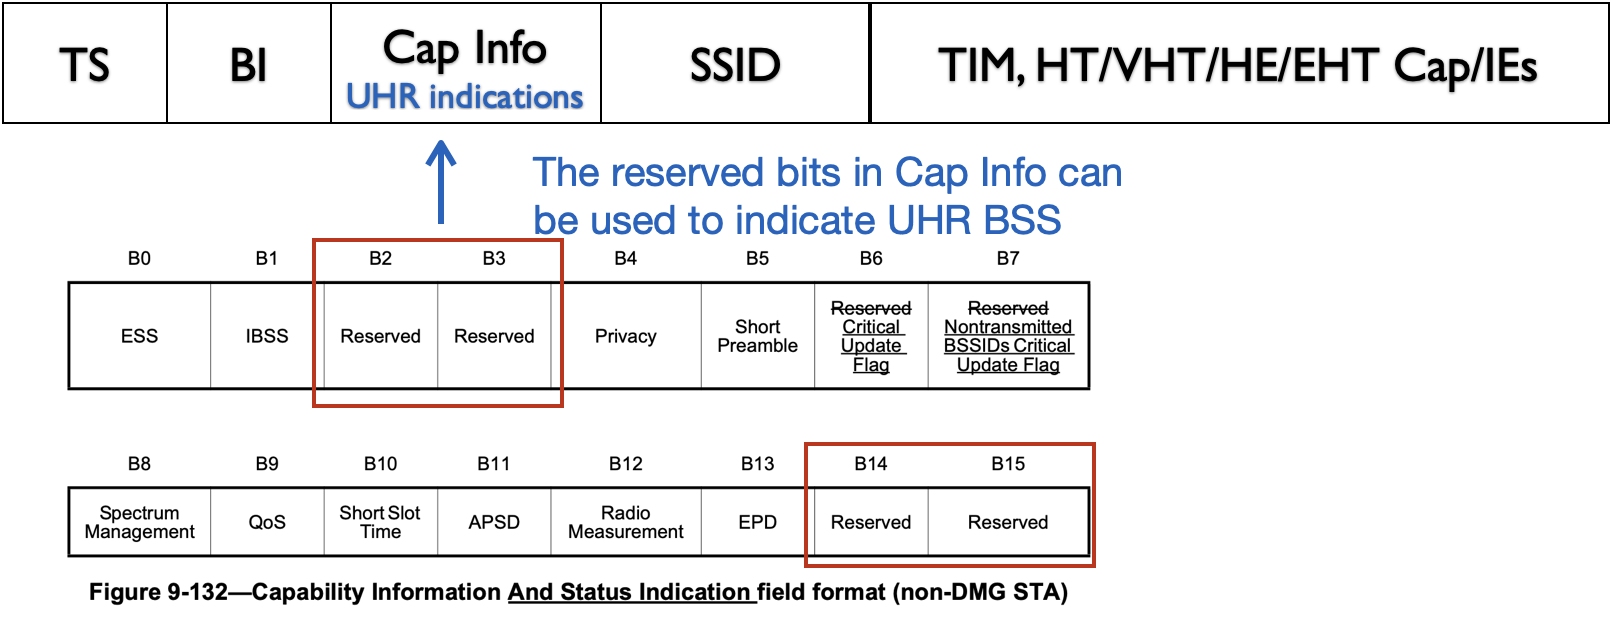 TS BI Cap Info SSID TIM, HT/VHT/HE/EHT Cap/IEs
UHR indications
The reserved bits in Cap Info can
be used to indicate UHR BSS
B0 B1 B2 B3 B4 B5 B6 B7
ESS IBSS Reserved Reserved Privacy Short Preamble Reserved Critical Update Flag Reserved Nontransmitted BSSIDs Critical Update Flag
B8 B9 B10 B11 B12 B13 B14 B15
Spectrum Management QoS Short Slot Time APSD Radio Measurement EPD Reserved Reserved
Figure 9-132—Capability Information And Status Indication field format (non-DMG STA)